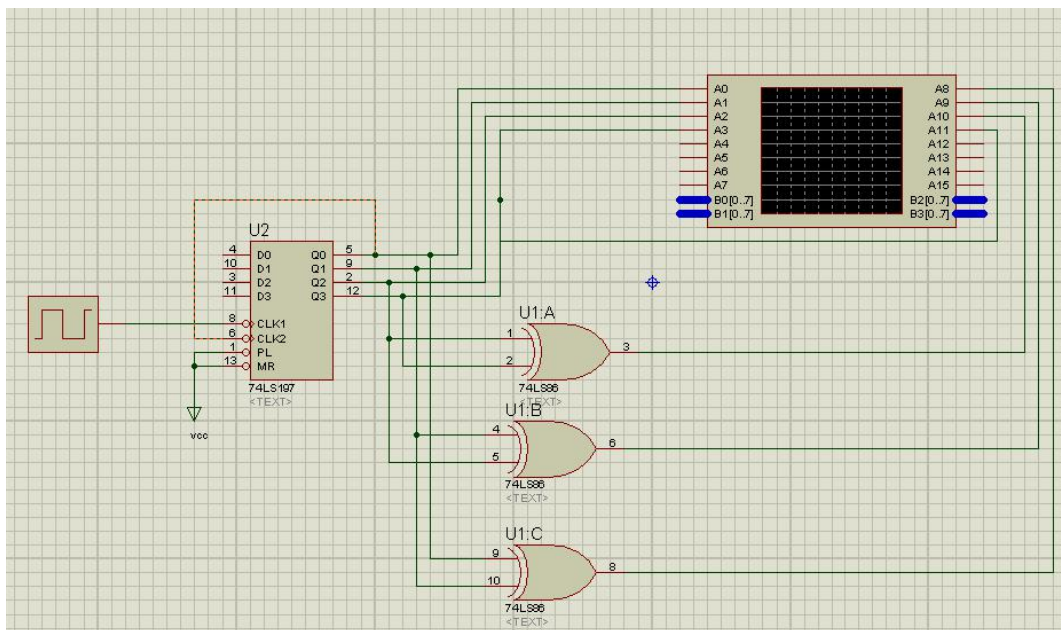 A0 A8
A1 A9
A2 A10
A3 A11
A4 A12
A5 A13
A6 A14
A7 A15
B0[0..7] B2[0..7]
B1[0..7] B3[0..7]
U2
4 D0 Q0 5
10 D1 Q1 9
3 D2 Q2 2
11 D3 Q3 12
8 CLK1
6 CLK2
1 PL
13 MR
74LS197
<TEXT>
vcc
U1:A
1
2
3
74LS86
<TEXT>
U1:B
4
5
6
74LS86
<TEXT>
U1:C
9
10
8
74LS86
<TEXT>